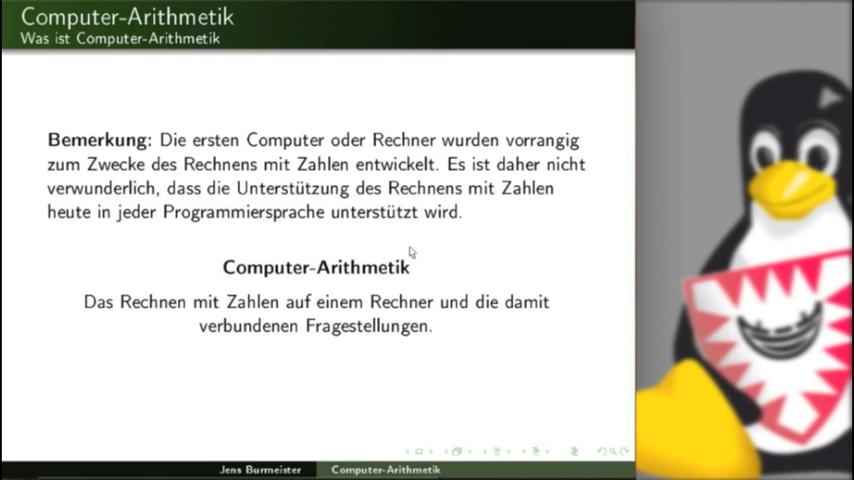 Computer-Arithmetik
Was ist Computer-Arithmetik
Bemerkung: Die ersten Computer oder Rechner wurden vorrangig
zum Zwecke des Rechnens mit Zahlen entwickelt. Es ist daher nicht
verwunderlich, dass die Unterstützung des Rechnens mit Zahlen
heute in jeder Programmiersprache unterstützt wird.
Computer-Arithmetik
Das Rechnen mit Zahlen auf einem Rechner und die damit
verbundenen Fragestellungen.
Jens Burmeister Computer-Arithmetik